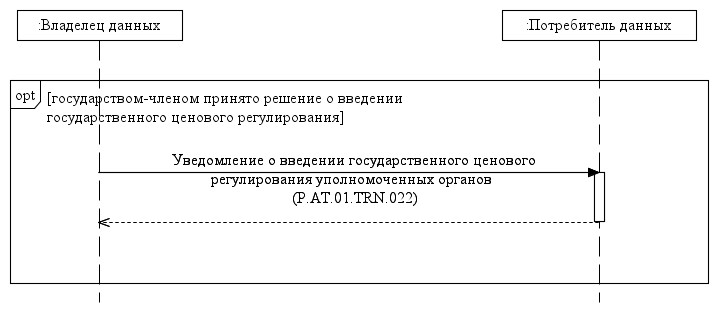 :Владелец данных
:Потребитель данных
opt
[государством-членом принято решение о введении
государственного ценового регулирования]
Уведомление о введении государственного ценового
регулирования уполномоченных органов
(P.AT.01.TRN.022)